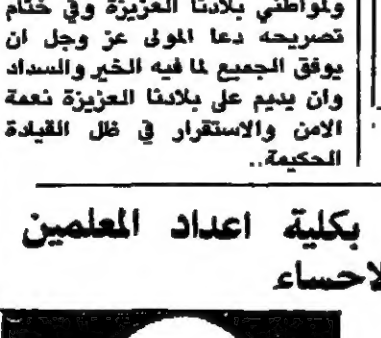 ولمواطني بلادنا العزيزة وفي ختام
تصريحه دعا المولى عز وجل ان
يوفق الجميع لما فيه الخير والسداد
وان يديم على بلادنا العزيزة نعمة
الامن والاستقرار في ظل القيادة
الحكيمة..
بكلية اعداد المعلمين
لاحساء